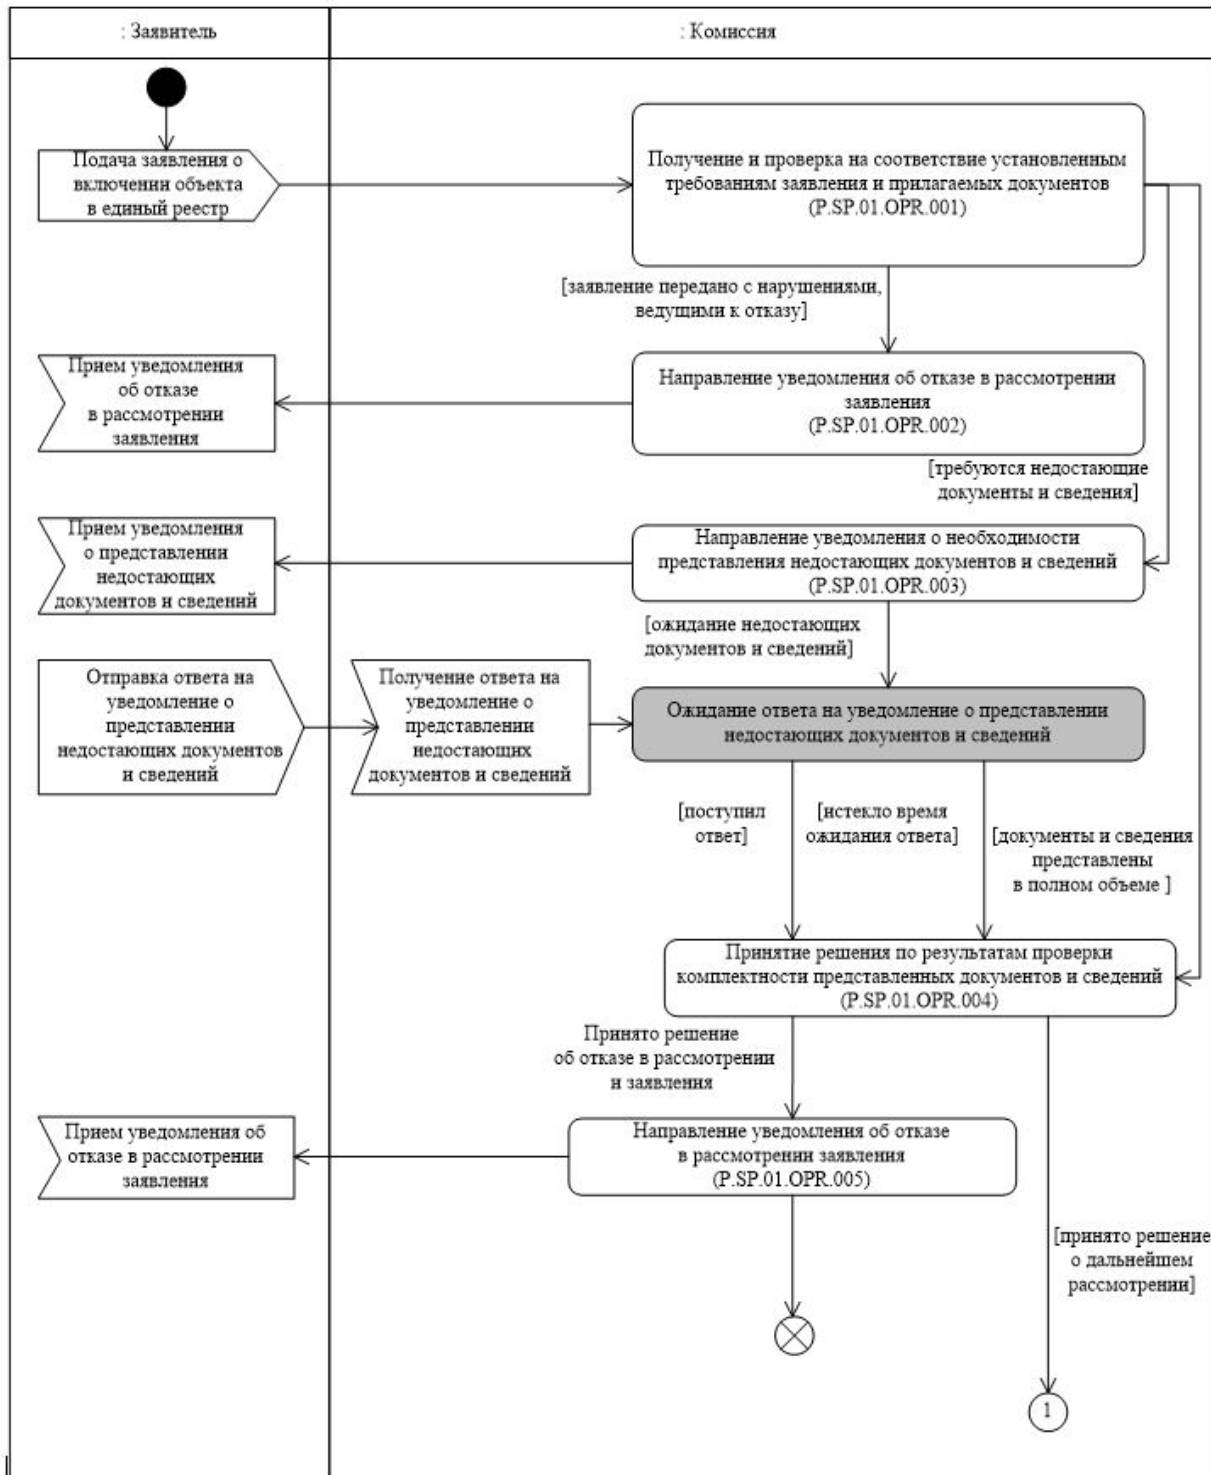 : Заявитель
: Комиссия
Подача заявления о
включении объекта
в единый реестр
Получение и проверка на соответствие установленным
требованиям заявления и прилагаемых документов
(P.SP.01.OPR.001)
[заявление передано с нарушениями,
ведущими к отказу]
Прием уведомления
об отказе
в рассмотрении
заявления
Направление уведомления об отказе в рассмотрении
заявления
(P.SP.01.OPR.002)
[требуются недостающие
документы и сведения]
Прием уведомления
о представлении
недостающих
документов и сведений
Направление уведомления о необходимости
представления недостающих документов и сведений
(P.SP.01.OPR.003)
[ожидание недостающих
документов и сведений]
Отправка ответа на
уведомление о
представлении
недостающих документов
и сведений
Получение ответа на
уведомление о
представлении
недостающих
документов и сведений
Ожидание ответа на уведомление о представлении
недостающих документов и сведений
[поступил
ответ]
[истекло время
ожидания ответа]
[документы и сведения
представлены
в полном объеме ]
Принятие решения по результатам проверки
комплектности представленных документов и сведений
(P.SP.01.OPR.004)
Принято решение
об отказе в рассмотрении
и заявления
Прием уведомления об
отказе в рассмотрении
заявления
Направление уведомления об отказе
в рассмотрении заявления
(P.SP.01.OPR.005)
[принято решение
о дальнейшем
рассмотрении]
1